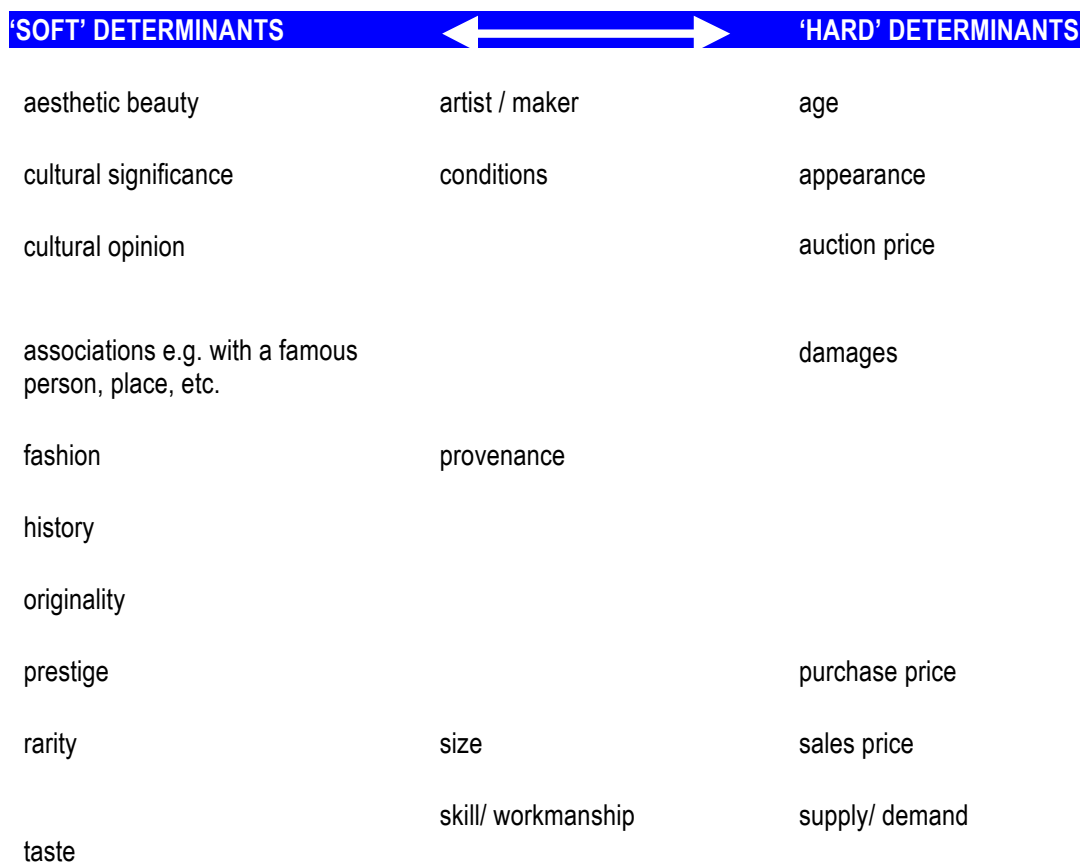 ‘SOFT’ DETERMINANTS ‘HARD’ DETERMINANTS
aesthetic beauty artist / maker age
cultural significance conditions appearance
cultural opinion auction price
associations e.g. with a famous damages
person, place, etc.
fashion provenance
history
originality
prestige purchase price
rarity size sales price
skill/ workmanship supply/ demand
taste